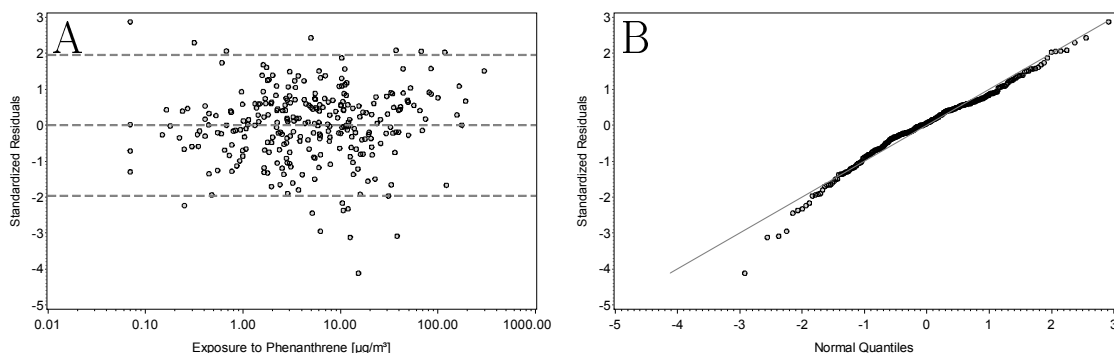 A
Standardized Residuals
3
2
1
0
-1
-2
-3
-4
-5
0.01 0.10 1.00 10.00 100.00 1000.00
Exposure to Phenanthrene [µg/m³]
B
Standardized Residuals
3
2
1
0
-1
-2
-3
-4
-5
-5 -4 -3 -2 -1 0 1 2 3
Normal Quantiles